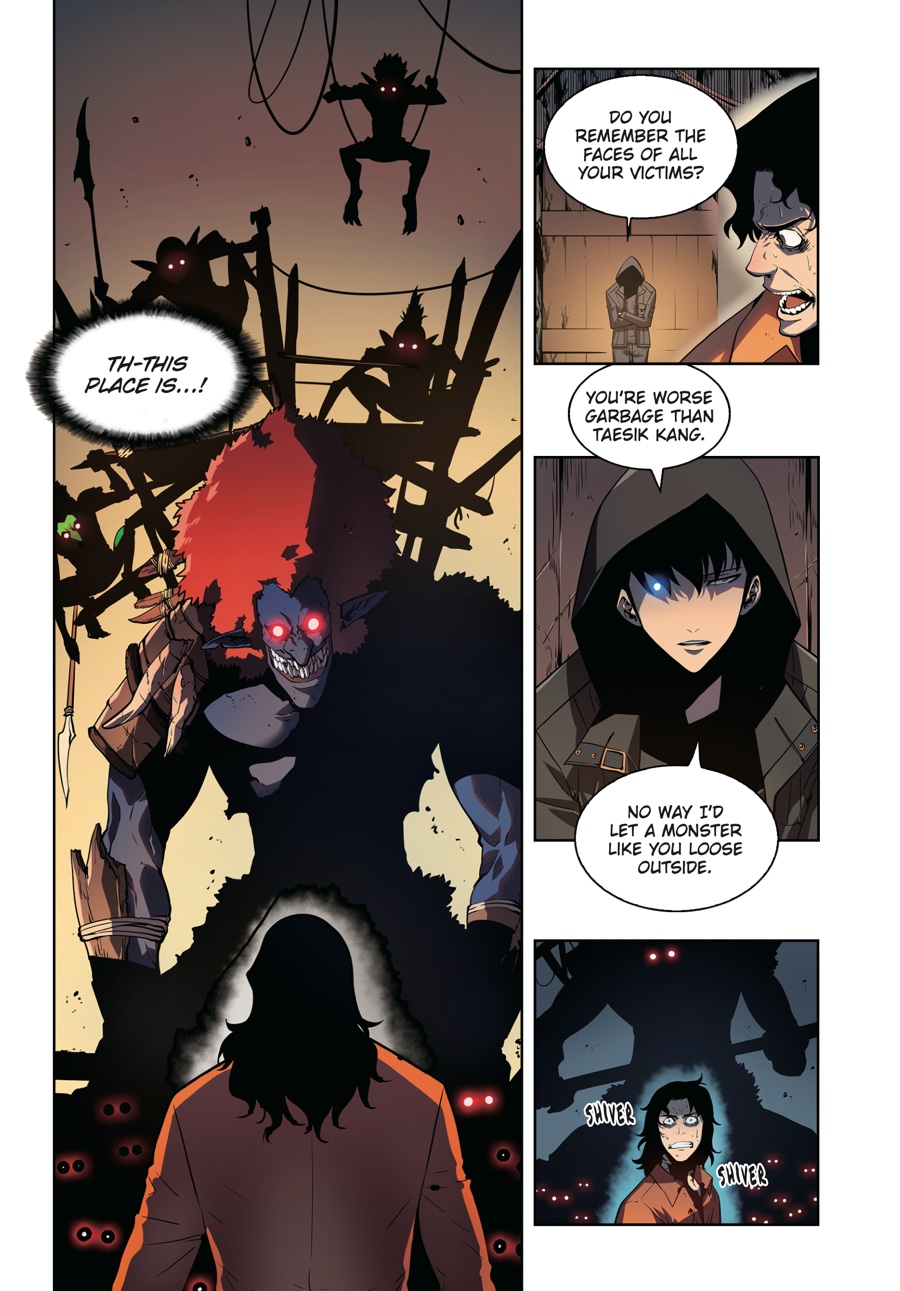 TH-THIS
PLACE IS...!
DO YOU
REMEMBER THE
FACES OF ALL
YOUR VICTIMS?
YOU'RE WORSE
GARBAGE THAN
TAESIK KANG.
NO WAY I'D
LET A MONSTER
LIKE YOU LOOSE
OUTSIDE.
SHIVER
SHIVER